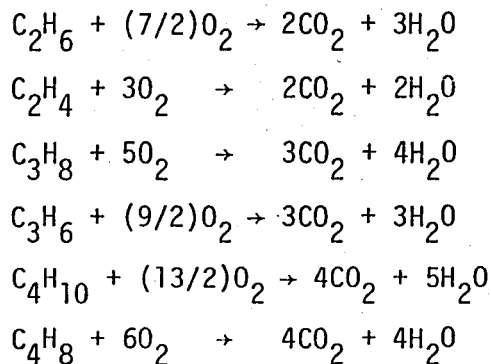 C₂H₆ + (7/2)O₂ → 2CO₂ + 3H₂O
C₂H₄ + 3O₂ → 2CO₂ + 2H₂O
C₃H₈ + 5O₂ → 3CO₂ + 4H₂O
C₃H₆ + (9/2)O₂ → 3CO₂ + 3H₂O
C₄H₁₀ + (13/2)O₂ → 4CO₂ + 5H₂O
C₄H₈ + 6O₂ → 4CO₂ + 4H₂O